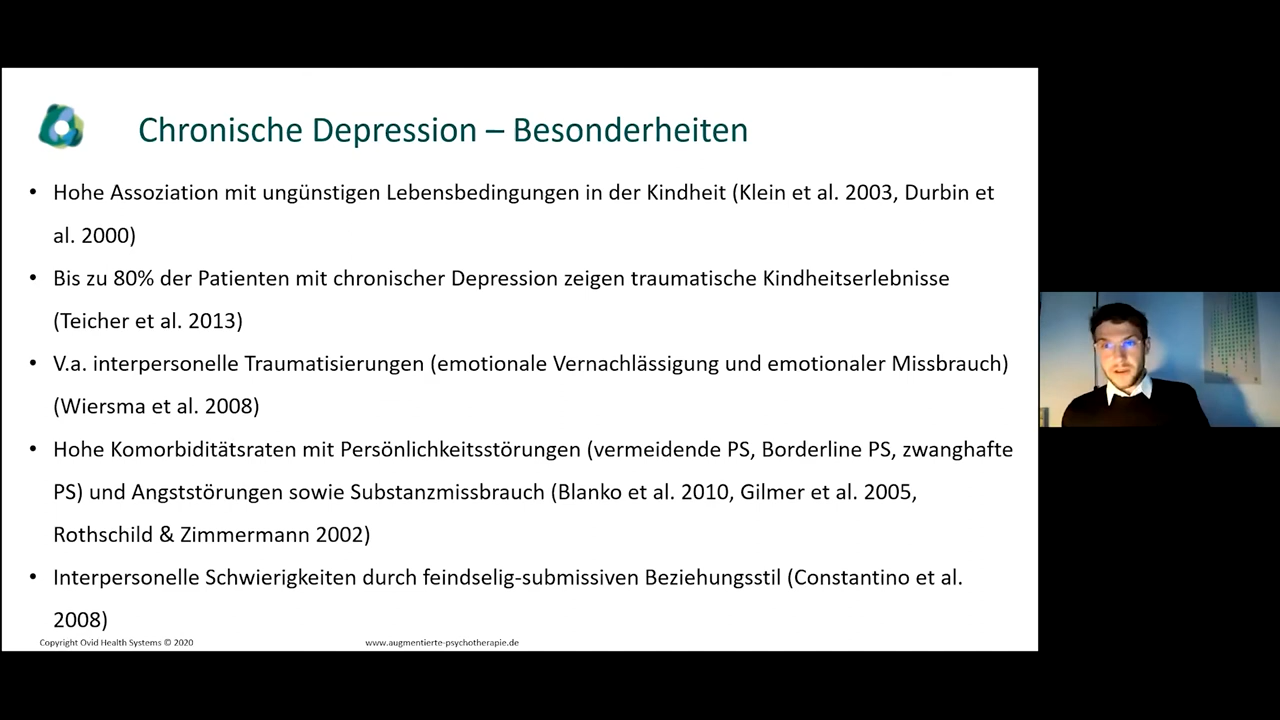 Chronische Depression – Besonderheiten
• Hohe Assoziation mit ungünstigen Lebensbedingungen in der Kindheit (Klein et al. 2003, Durbin et
al. 2000)
• Bis zu 80% der Patienten mit chronischer Depression zeigen traumatische Kindheitserlebnisse
(Teicher et al. 2013)
• V.a. interpersonelle Traumatisierungen (emotionale Vernachlässigung und emotionaler Missbrauch)
(Wiersma et al. 2008)
• Hohe Komorbiditätsraten mit Persönlichkeitsstörungen (vermeidende PS, Borderline PS, zwanghafte
PS) und Angststörungen sowie Substanzmissbrauch (Blanko et al. 2010, Gilmer et al. 2005,
Rothschild & Zimmermann 2002)
• Interpersonelle Schwierigkeiten durch feindselig-submissiven Beziehungsstil (Constantino et al.
2008)
Copyright Ovid Health Systems © 2020
www.augmentierte-psychotherapie.de